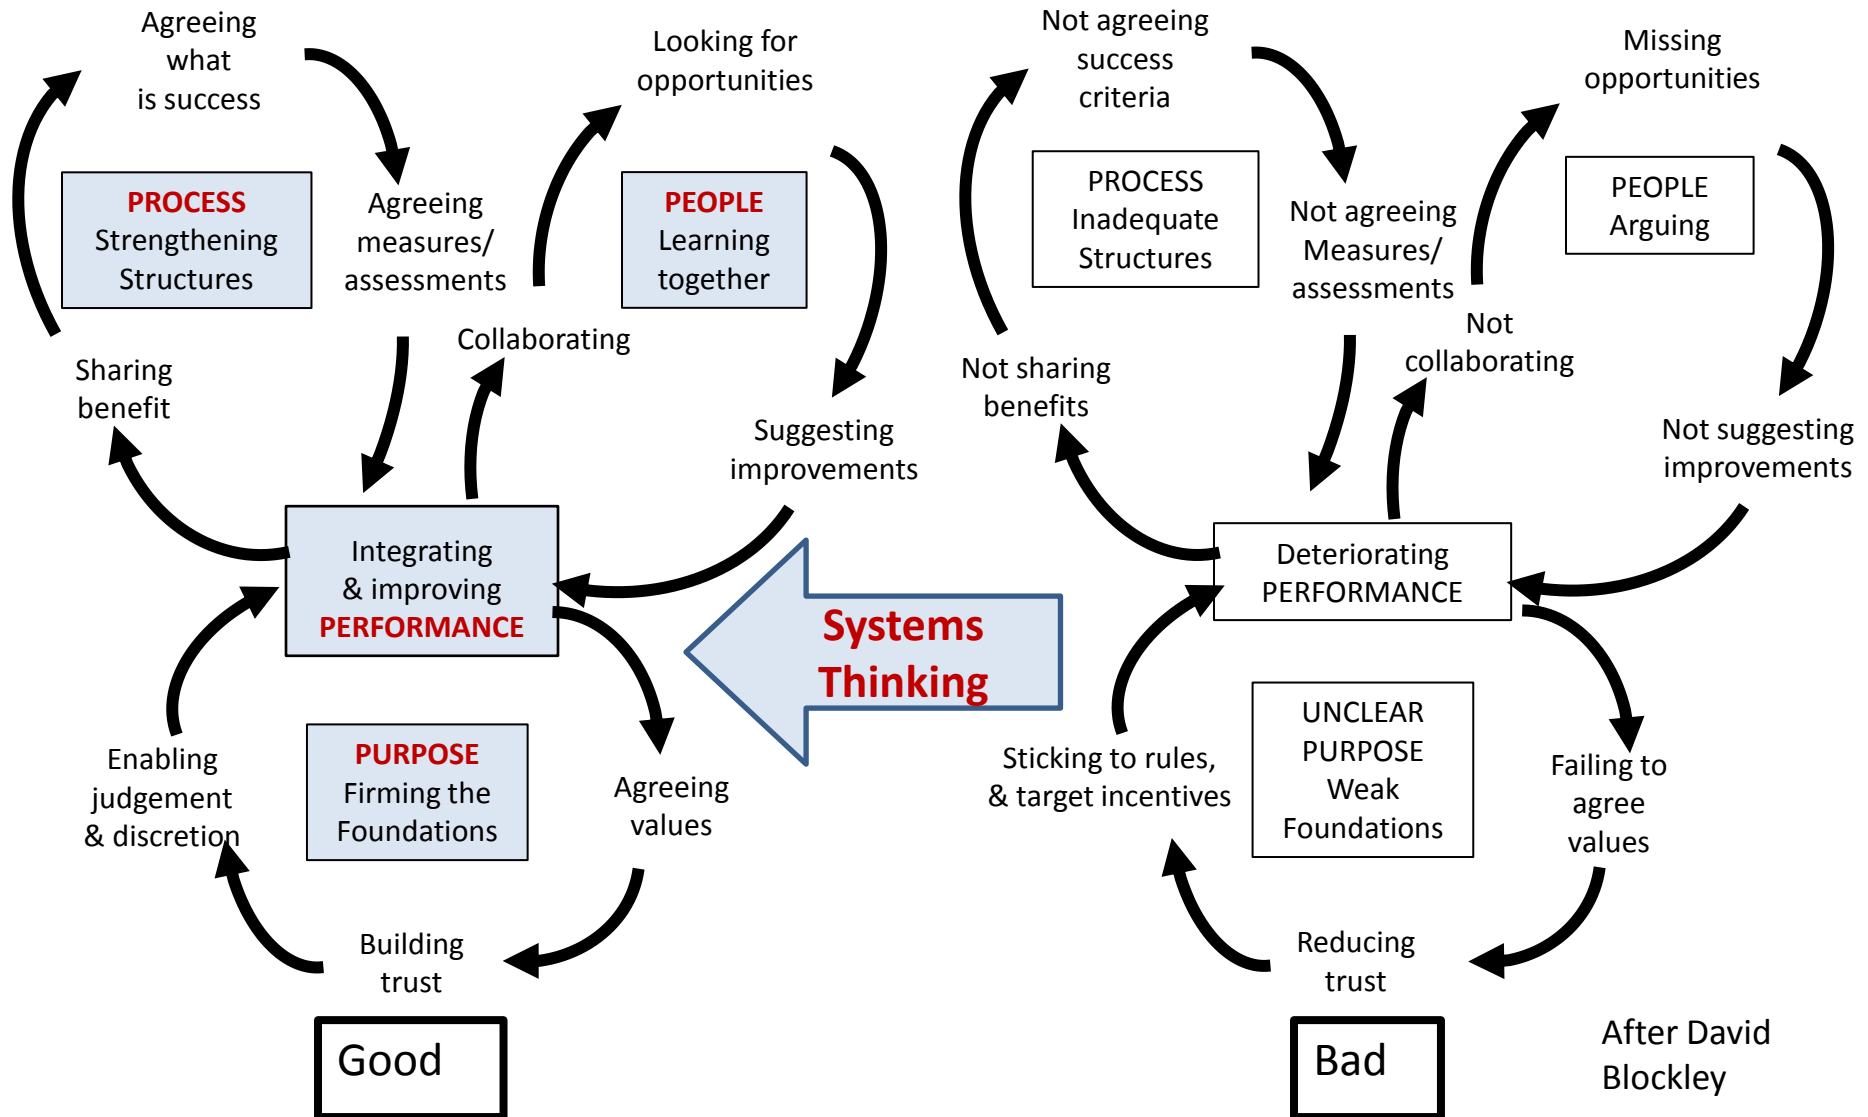 Agreeing
what
is success
Looking for
opportunities
PROCESS
Strengthening
Structures
Agreeing
measures/
assessments
PEOPLE
Learning
together
Collaborating
Sharing
benefit
Suggesting
improvements
Integrating
& improving
PERFORMANCE
Enabling
judgement
& discretion
PURPOSE
Firming the
Foundations
Agreeing
values
Building
trust
Good
Systems
Thinking
Not agreeing
success
criteria
Missing
opportunities
PROCESS
Inadequate
Structures
Not agreeing
Measures/
assessments
PEOPLE
Arguing
Not
collaborating
Not sharing
benefits
Not suggesting
improvements
Deteriorating
PERFORMANCE
Sticking to rules,
& target incentives
UNCLEAR
PURPOSE
Weak
Foundations
Failing to
agree
values
Reducing
trust
Bad
After David
Blockley